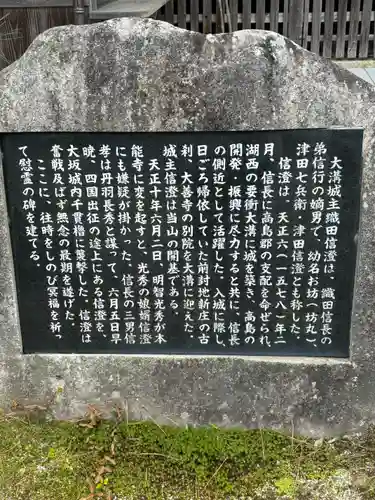 大溝城主織田信澄は、織田信長の
弟信行の嫡男で、幼名お坊（坊丸）、
津田七兵衛・津田信澄とも称した。
信澄は、天正六（一五七八）年二
月、信長に高島郡の支配を命ぜられ、
湖西の要衝大溝に城を築き、高島の
開発・振興に尽力すると共に、信長
の側近として活躍した。入城に際し、
日ごろ帰依していた前封地新庄の古
刹、大善寺の別院を大溝に迎えた。
城主信澄は当山の開基である。
天正十年六月二日、明智光秀が本
能寺に変を起すと、光秀の娘婿信澄
にも嫌疑が掛かった。信長の三男信
孝は丹羽長秀と謀って、六月五日早
暁、四国出征の途上にある信澄を
大坂城内千貫櫓に襲撃した。信澄は
奮戦及ばず無念の最期を遂げた。
ここに、往時をしのび冥福を祈っ
て慰霊の碑を建てる。